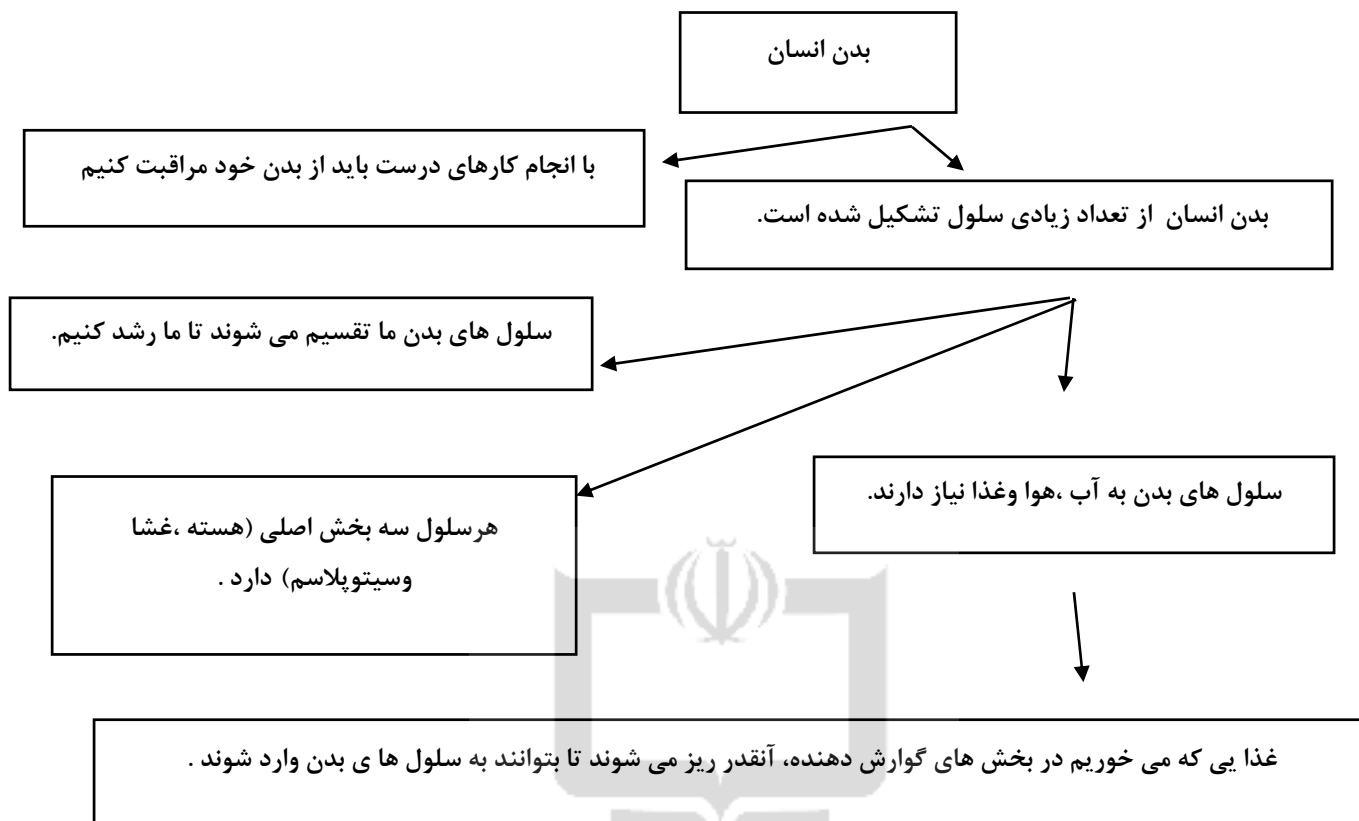 بدن انسان
با انجام کارهای درست باید از بدن خود مراقبت کنیم
بدن انسان از تعداد زیادی سلول تشکیل شده است.
سلول های بدن ما تقسیم می شوند تا ما رشد کنیم.
سلول های بدن به آب ،هوا وغذا نیاز دارند.
هرسلول سه بخش اصلی (هسته ،غشا
وسیتوپلاسم) دارد .
غذا یی که می خوریم در بخش های گوارش دهنده، آنقدر ریز می شوند تا بتوانند به سلول ها ی بدن وارد شوند .